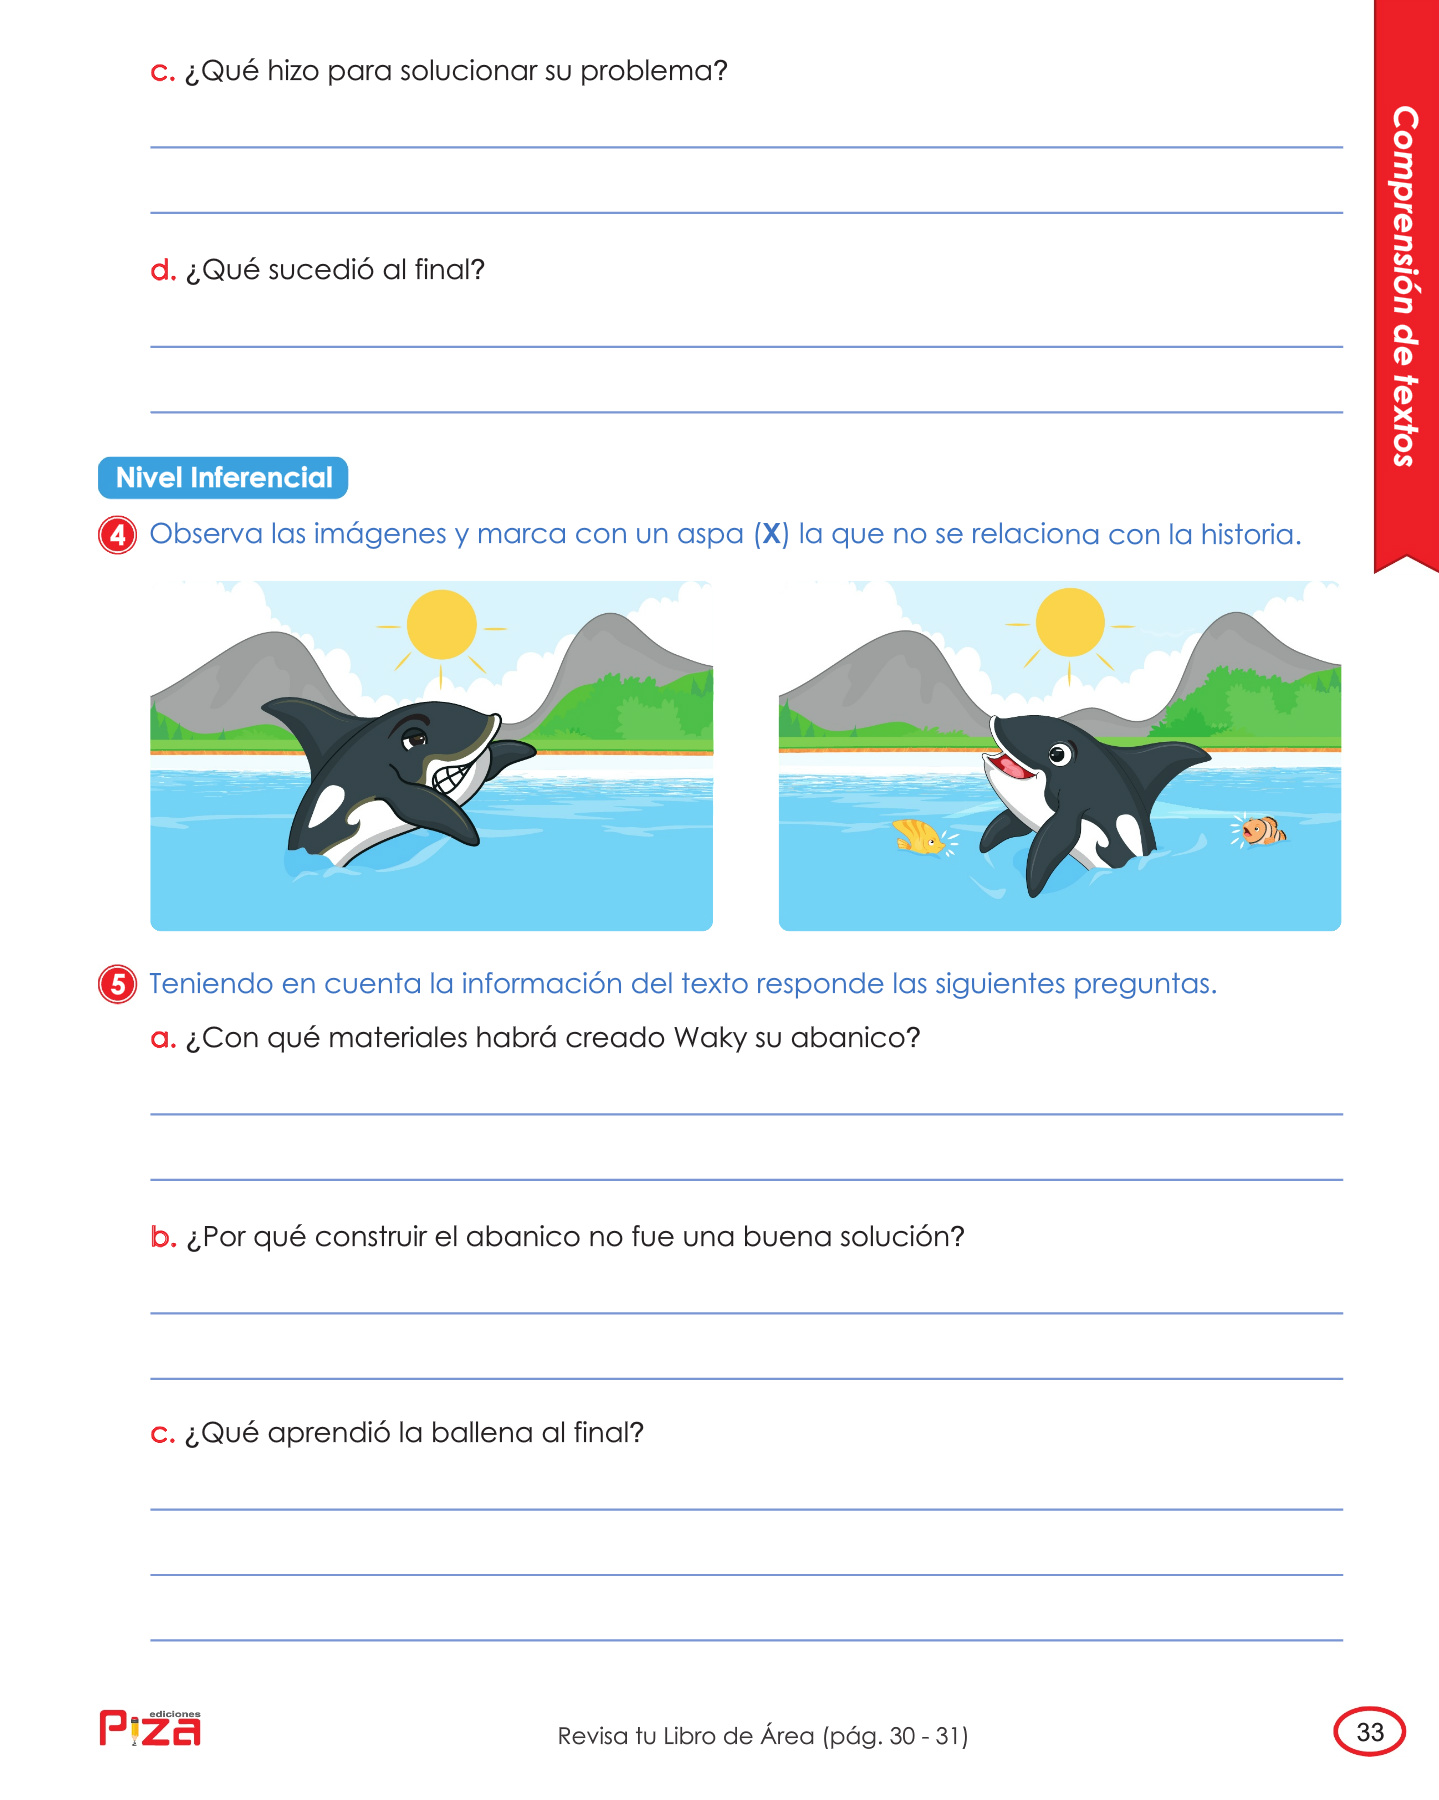 c. ¿Qué hizo para solucionar su problema?
d. ¿Qué sucedió al final?
Comprensión de textos
Nivel Inferencial
4 Observa las imágenes y marca con un aspa (X) la que no se relaciona con la historia.
5 Teniendo en cuenta la información del texto responde las siguientes preguntas.
a. ¿Con qué materiales habrá creado Waky su abanico?
b. ¿Por qué construir el abanico no fue una buena solución?
c. ¿Qué aprendió la ballena al final?
ediciones
Piza
Revisa tu Libro de Área (pág. 30 - 31)
33